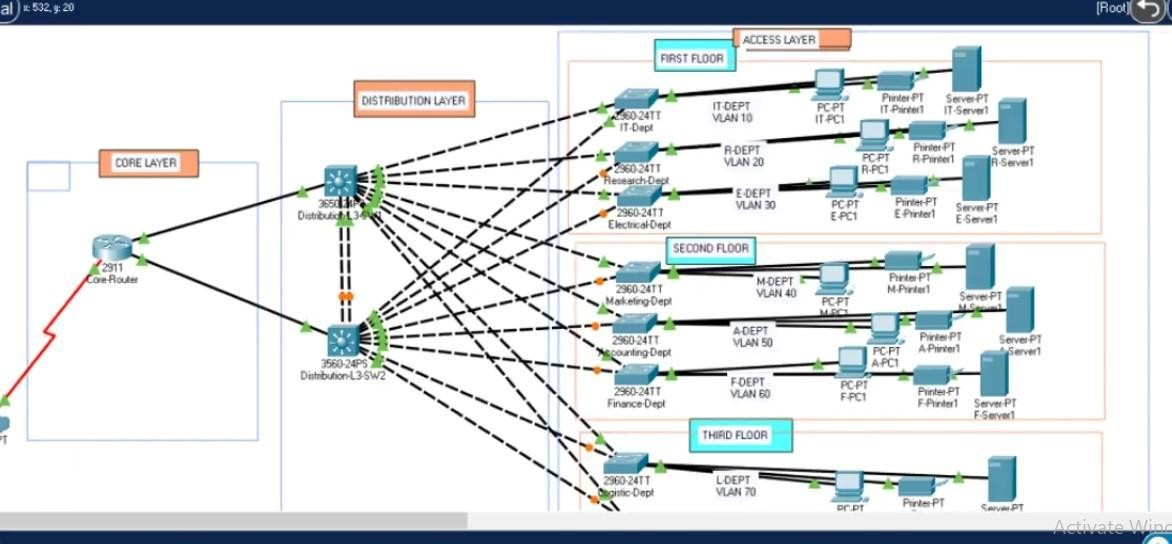 al
x: 532, y: 20
[Root]
ACCESS LAYER
FIRST FLOOR
DISTRIBUTION LAYER
CORE LAYER
2960-24TT
IT-Dept
IT-DEPT
VLAN 10
PC-PT
IT-PC1
Printer-PT
IT-Printer1
Server-PT
IT-Server1
2960-24TT
Research-Dept
R-DEPT
VLAN 20
PC-PT
R-PC1
Printer-PT
R-Printer1
Server-PT
R-Server1
2960-24TT
Electrical-Dept
E-DEPT
VLAN 30
PC-PT
E-PC1
Printer-PT
E-Printer1
Server-PT
E-Server1
Distribution-L3-SW1
2911
Core-Router
3560-24PS
Distribution-L3-SW2
SECOND FLOOR
2960-24TT
Marketing-Dept
M-DEPT
VLAN 40
PC-PT
M-PC1
Printer-PT
M-Printer1
Server-PT
M-Server1
2960-24TT
Accounting-Dept
A-DEPT
VLAN 50
PC-PT
A-PC1
Printer-PT
A-Printer1
Server-PT
A-Server1
2960-24TT
Finance-Dept
F-DEPT
VLAN 60
PC-PT
F-PC1
Printer-PT
F-Printer1
Server-PT
F-Server1
THIRD FLOOR
2960-24TT
Logistic-Dept
L-DEPT
VLAN 70
PC-PT
Printer-PT
Server-PT
PT
Activate Wind